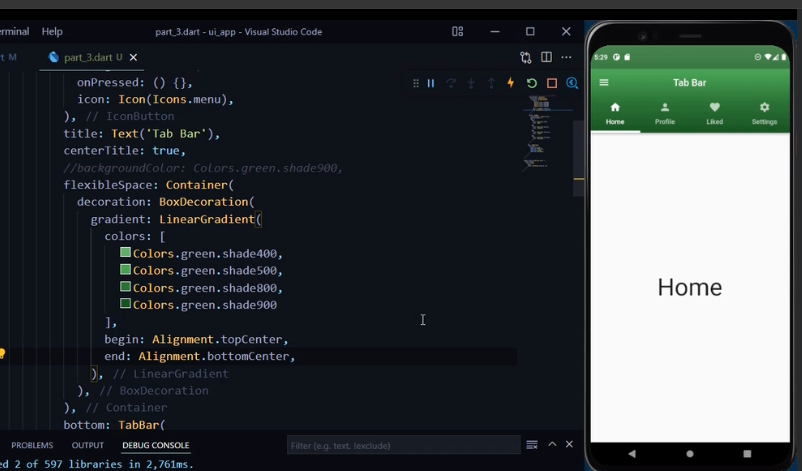 rminal Help
part_3.dart - ui_app - Visual Studio Code
rt M
part_3.dart U
onPressed: () {},
icon: Icon(Icons.menu),
), // IconButton
title: Text('Tab Bar'),
centerTitle: true,
//backgroundColor: Colors.green.shade900,
flexibleSpace: Container(
decoration: BoxDecoration(
gradient: LinearGradient(
colors: [
Colors.green.shade400,
Colors.green.shade500,
Colors.green.shade800,
Colors.green.shade900
],
begin: Alignment.topCenter,
end: Alignment.bottomCenter,
), // LinearGradient
), // BoxDecoration
), // Container
bottom: TabBar(
PROBLEMS OUTPUT DEBUG CONSOLE
Filter (e.g. text, !exclude)
ed 2 of 597 libraries in 2,761ms.
5:29
Tab Bar
Home Profile Liked Settings
Home